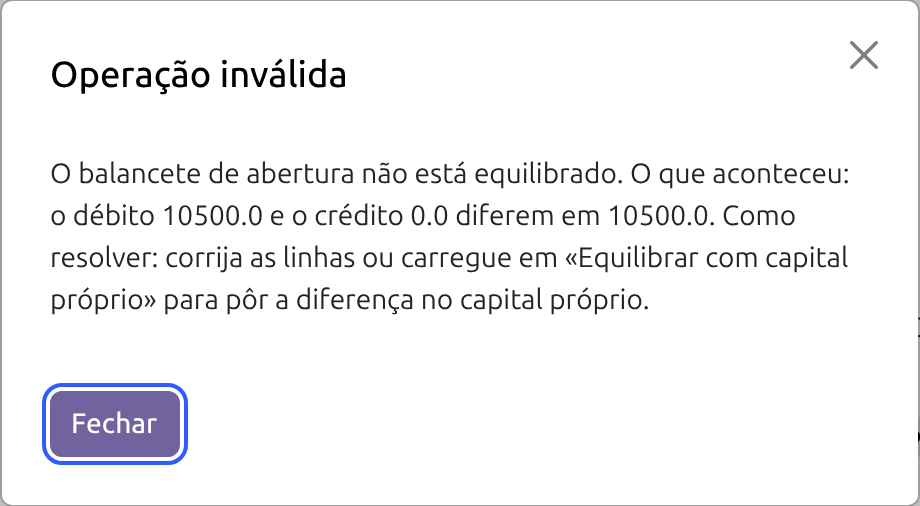 Operação inválida
O balancete de abertura não está equilibrado. O que aconteceu:
o débito 10500.0 e o crédito 0.0 diferem em 10500.0. Como
resolver: corrija as linhas ou carregue em «Equilibrar com capital
próprio» para pôr a diferença no capital próprio.
Fechar